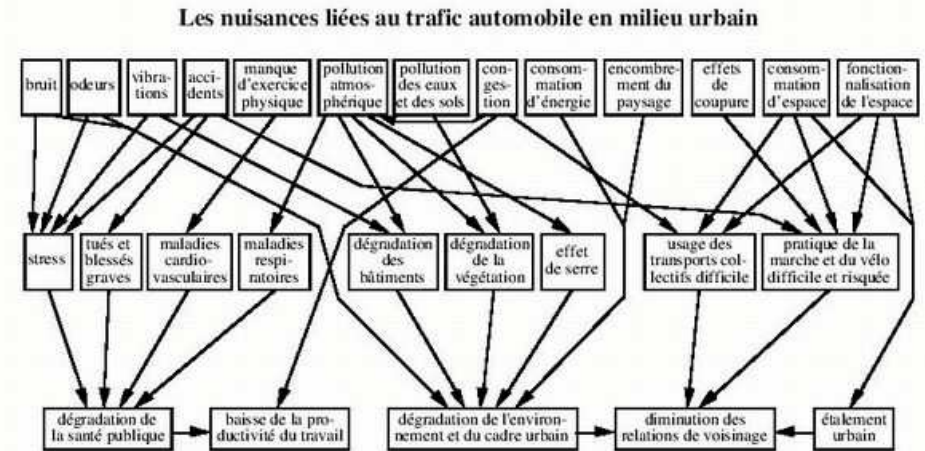 Les nuisances liées au trafic automobile en milieu urbain
bruit
odeurs
vibra-
tions
acci-
dents
manque
d'exercice
physique
pollution
atmos-
phérique
pollution
des eaux
et des sols
con-
gestion
consom-
mation
d'énergie
encombre-
ment du
paysage
effets
de
coupure
consom-
mation
d'espace
fonction-
nalisation
de l'espace
stress
tués et
blessés
graves
maladies
cardio-
vasculaires
maladies
respi-
ratoires
dégradation
des
bâtiments
dégradation
de la
végétation
effet
de serre
usage des
transports col-
lectifs difficile
pratique de la
marche et du vélo
difficile et risquée
dégradation de
la santé publique
baisse de la pro-
ductivité du travail
dégradation de l'environ-
nement et du cadre urbain
diminution des
relations de voisinage
étalement
urbain